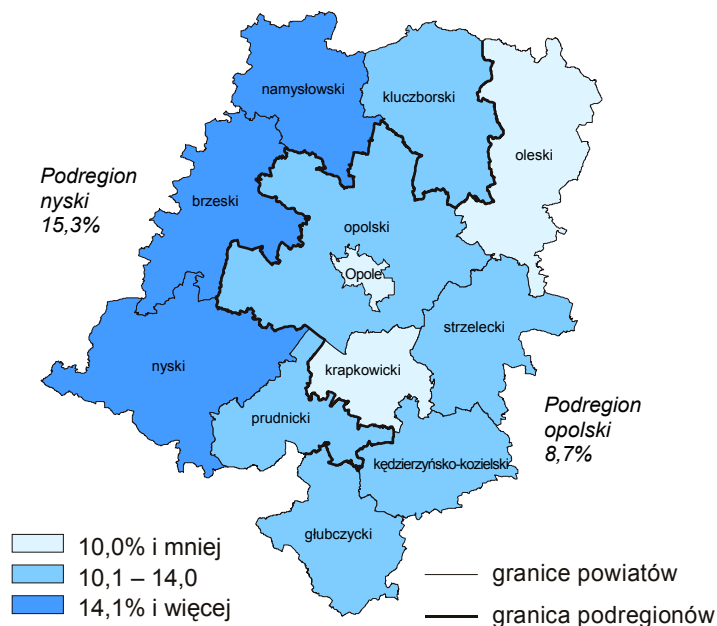 namysłowski
kluczborski
oleski
Podregion
nyski
15,3%
brzeski
opolski
Opole
strzelecki
nyski
krapkowicki
prudnicki
Podregion
opolski
8,7%
kędzierzyńsko-kozielski
głubczycki
10,0% i mniej
10,1 – 14,0
14,1% i więcej
granice powiatów
granica podregionów